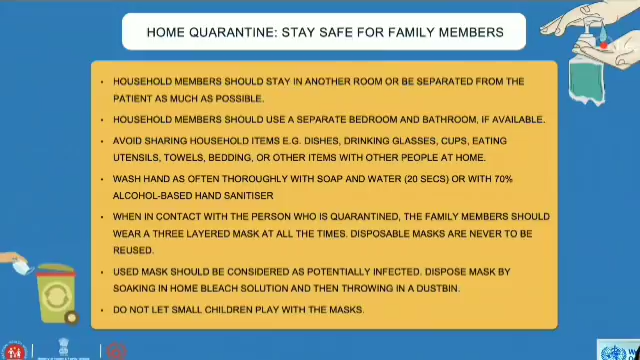 HOME QUARANTINE: STAY SAFE FOR FAMILY MEMBERS
• HOUSEHOLD MEMBERS SHOULD STAY IN ANOTHER ROOM OR BE SEPARATED FROM THE
PATIENT AS MUCH AS POSSIBLE.
• HOUSEHOLD MEMBERS SHOULD USE A SEPARATE BEDROOM AND BATHROOM, IF AVAILABLE.
• AVOID SHARING HOUSEHOLD ITEMS E.G. DISHES, DRINKING GLASSES, CUPS, EATING
UTENSILS, TOWELS, BEDDING, OR OTHER ITEMS WITH OTHER PEOPLE AT HOME.
• WASH HAND AS OFTEN THOROUGHLY WITH SOAP AND WATER (20 SECS) OR WITH 70%
ALCOHOL-BASED HAND SANITISER
• WHEN IN CONTACT WITH THE PERSON WHO IS QUARANTINED, THE FAMILY MEMBERS SHOULD
WEAR A THREE LAYERED MASK AT ALL THE TIMES. DISPOSABLE MASKS ARE NEVER TO BE
REUSED.
• USED MASK SHOULD BE CONSIDERED AS POTENTIALLY INFECTED. DISPOSE MASK BY
SOAKING IN HOME BLEACH SOLUTION AND THEN THROWING IN A DUSTBIN.
• DO NOT LET SMALL CHILDREN PLAY WITH THE MASKS.